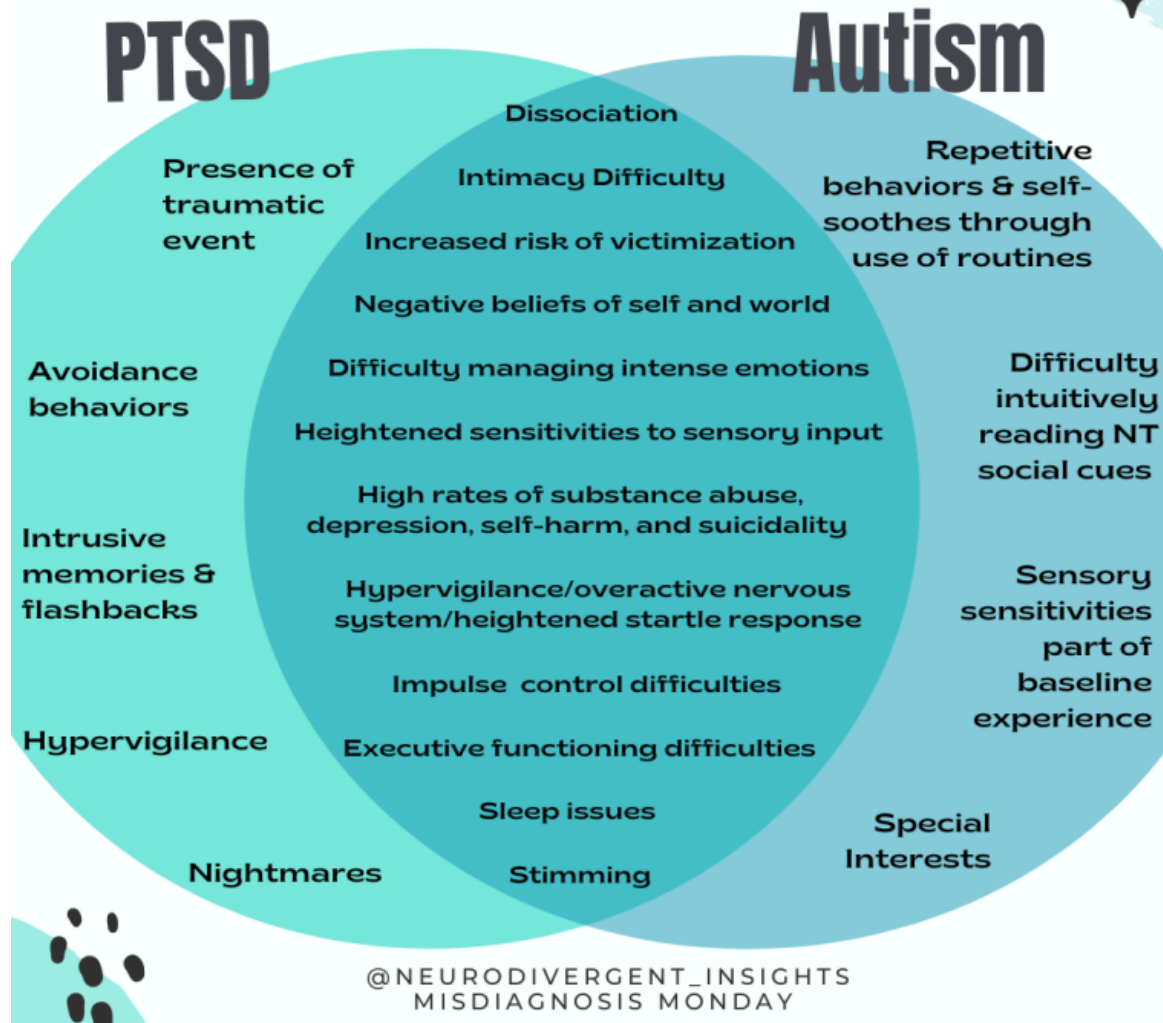 PTSD
Autism
Presence of
traumatic
event
Avoidance
behaviors
Intrusive
memories &
flashbacks
Hypervigilance
Nightmares
Dissociation
Intimacy Difficulty
Increased risk of victimization
Negative beliefs of self and world
Difficulty managing intense emotions
Heightened sensitivities to sensory input
High rates of substance abuse,
depression, self-harm, and suicidality
Hypervigilance/overactive nervous
system/heightened startle response
Impulse control difficulties
Executive functioning difficulties
Sleep issues
Stimming
Repetitive
behaviors & self-
soothes through
use of routines
Difficulty
intuitively
reading NT
social cues
Sensory
sensitivities
part of
baseline
experience
Special
Interests
@NEURODIVERGENT_INSIGHTS
MISDIAGNOSIS MONDAY